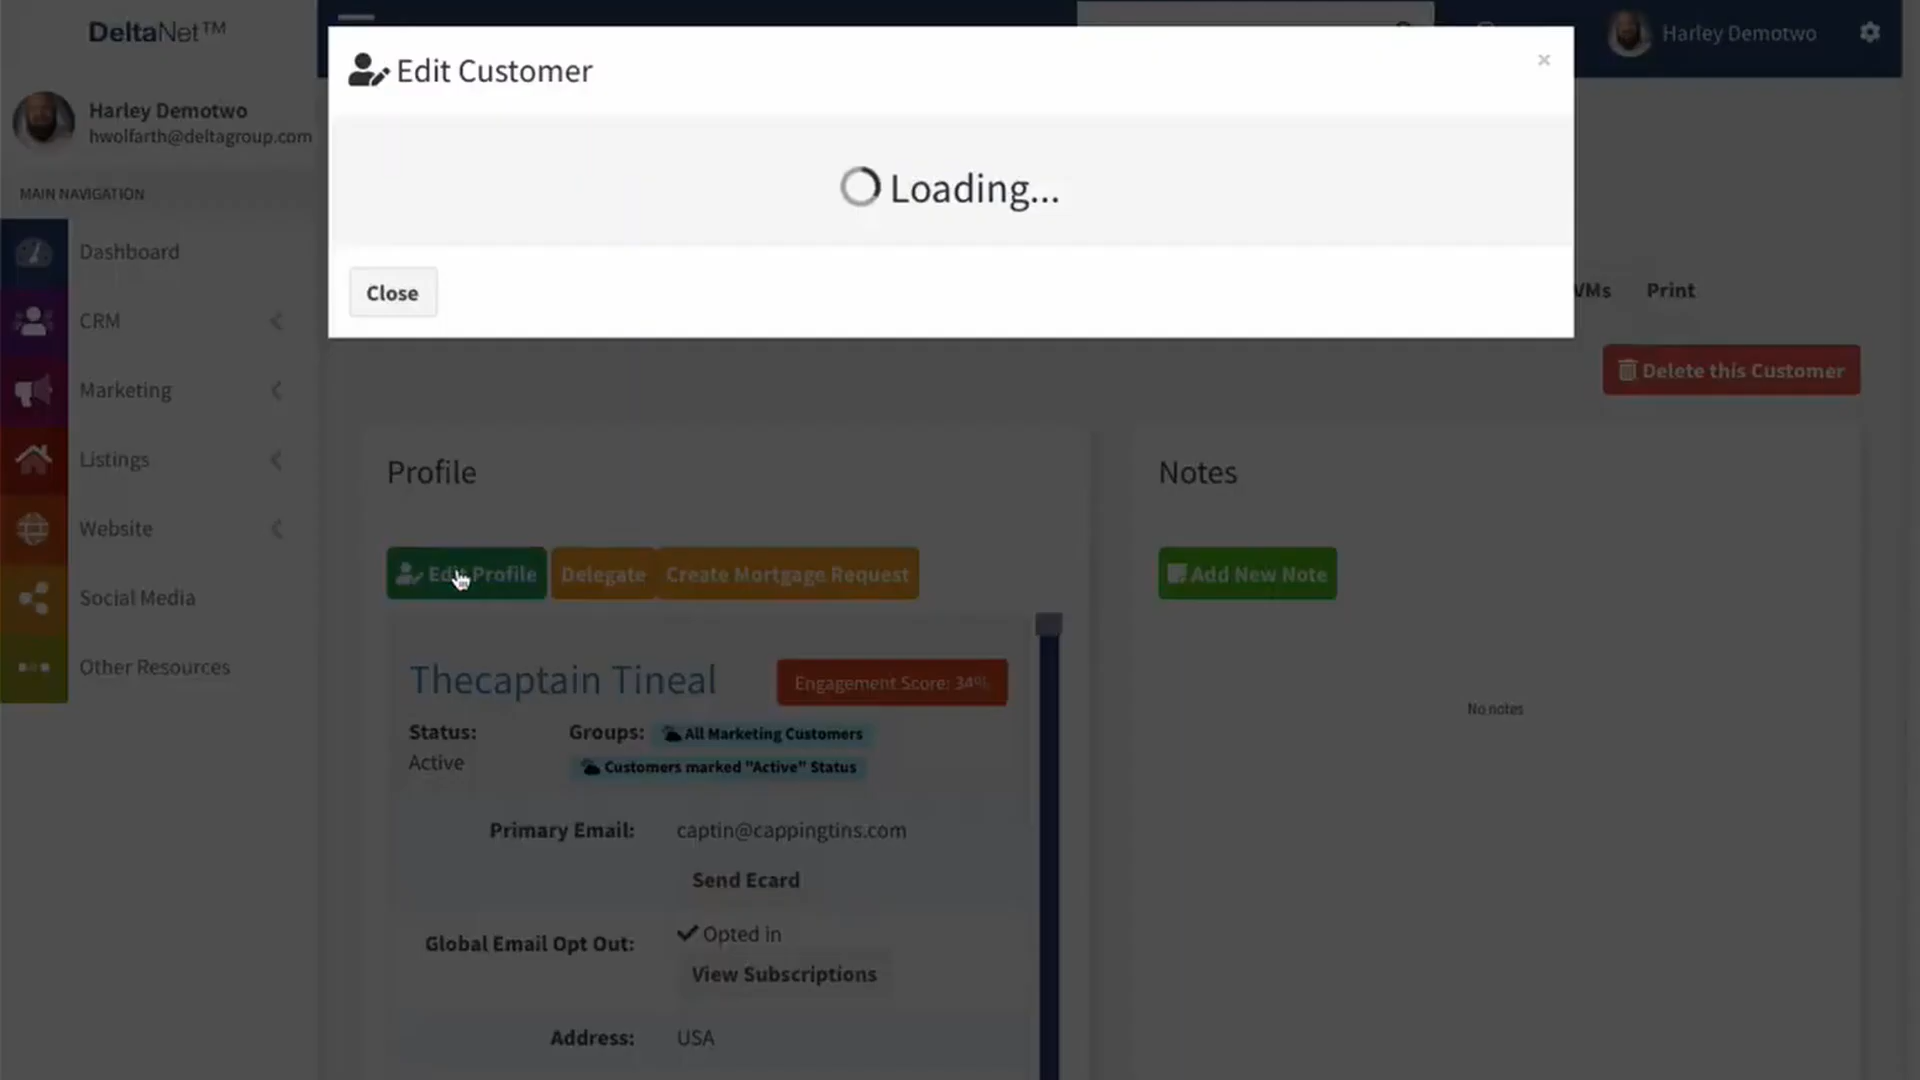 DeltaNet™
Harley Demotwo
Edit Customer
×
Harley Demotwo
hwolfarth@deltagroup.com
MAIN NAVIGATION
Loading...
Dashboard
Close
VMs
Print
CRM
Delete this Customer
Marketing
Listings
Profile
Notes
Website
Edit Profile
Delegate
Create Mortgage Request
Add New Note
Social Media
Other Resources
Thecaptain Tineal
Engagement Score: 34%
No notes
Status:
Active
Groups:
All Marketing Customers
Customers marked "Active" Status
Primary Email:
captin@cappingtins.com
Send Ecard
Global Email Opt Out:
Opted in
View Subscriptions
Address:
USA